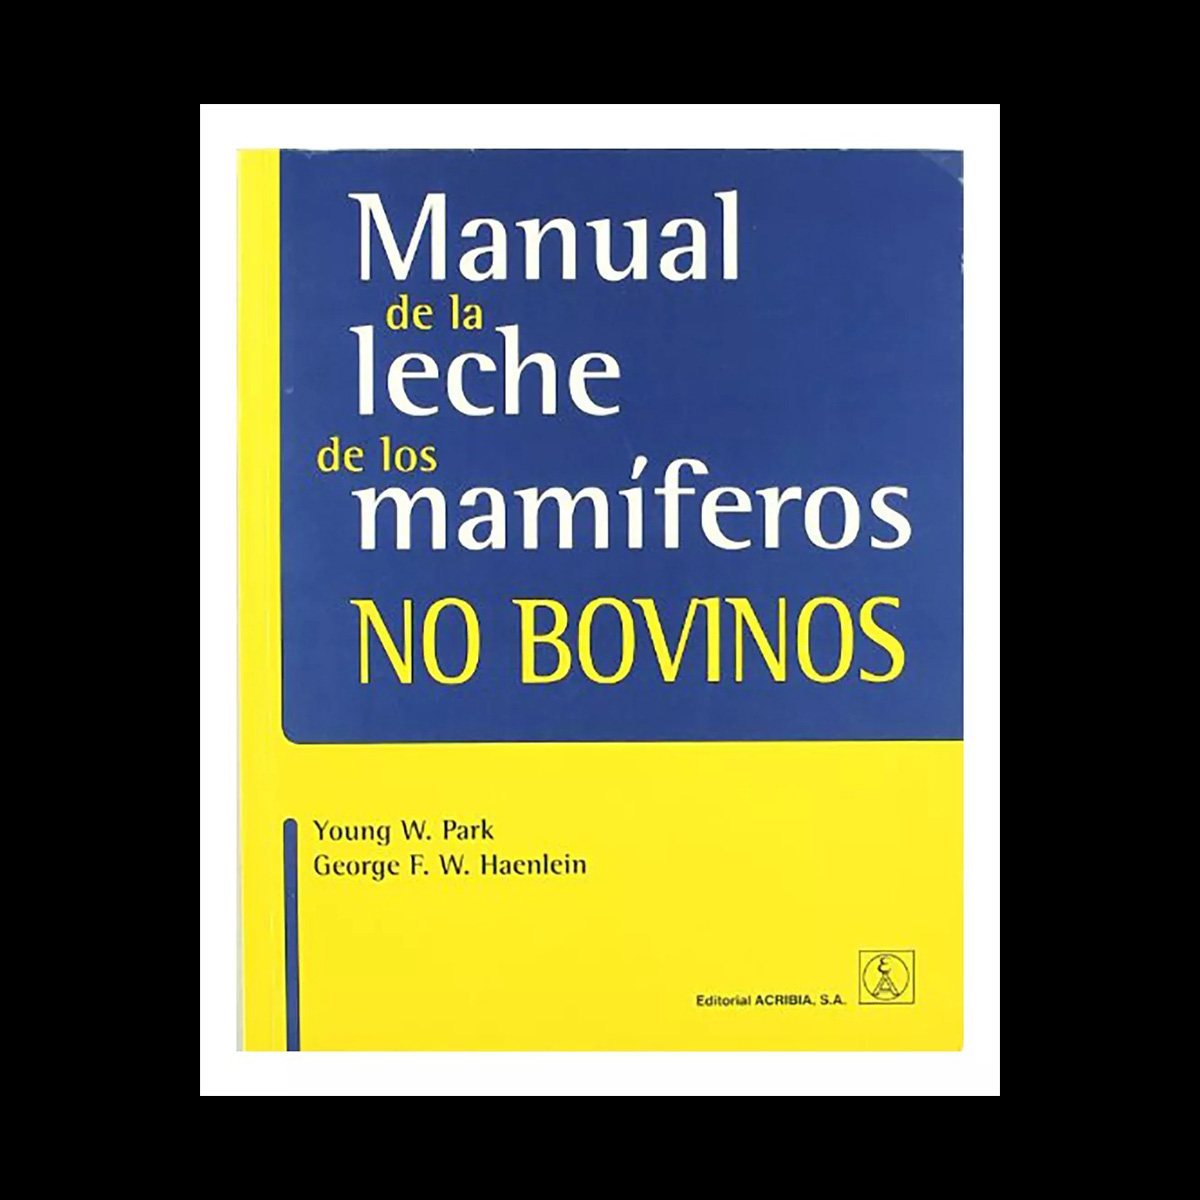 Manual
de la
leche
de los
mamíferos
NO BOVINOS
Young W. Park
George F. W. Haenlein
Editorial ACRIBIA, S.A.